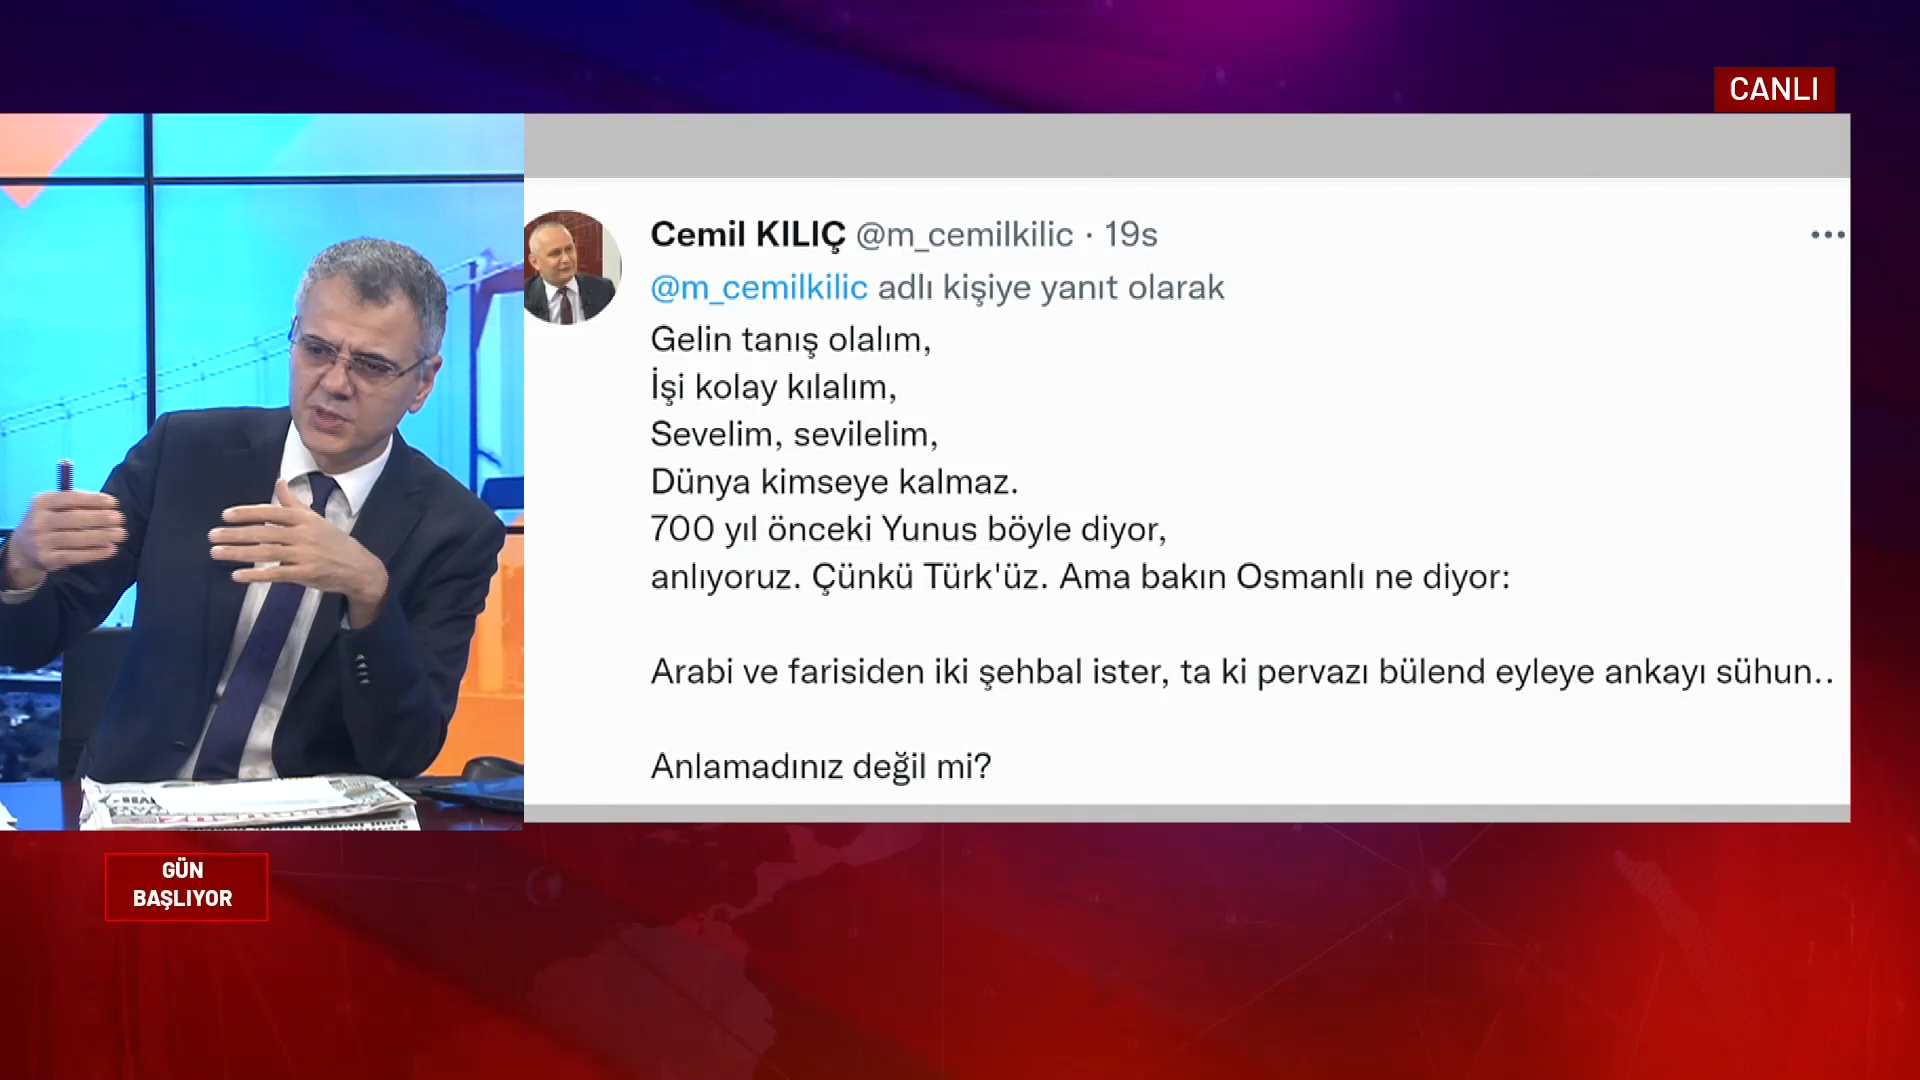 CANLI
Cemil KILIÇ @m_cemilkilic · 19s
@m_cemilkilic adlı kişiye yanıt olarak
Gelin tanış olalım,
İşi kolay kılalım,
Sevelim, sevilelim,
Dünya kimseye kalmaz.
700 yıl önceki Yunus böyle diyor,
anlıyoruz. Çünkü Türk'üz. Ama bakın Osmanlı ne diyor:
Arabi ve farisiden iki şehbal ister, ta ki pervazı bülend eyleye ankayı sühun..
Anlamadınız değil mi?
GÜN
BAŞLIYOR